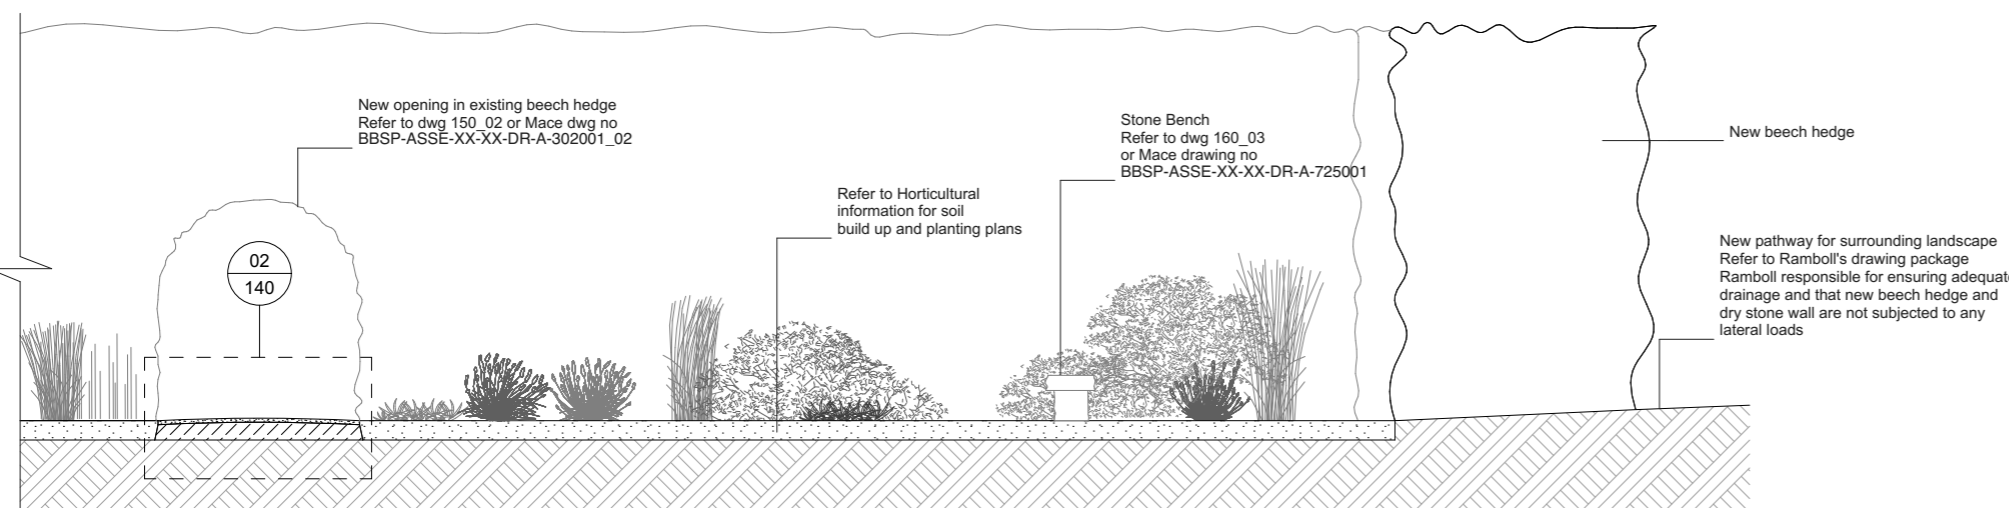 New opening in existing beech hedge
Refer to dwg 150_02 or Mace dwg no
BBSP-ASSE-XX-XX-DR-A-302001_02
Stone Bench
Refer to dwg 160_03
or Mace drawing no
BBSP-ASSE-XX-XX-DR-A-725001
New beech hedge
Refer to Horticultural
information for soil
build up and planting plans
New pathway for surrounding landscape
Refer to Ramboll's drawing package
Ramboll responsible for ensuring adequate
drainage and that new beech hedge and
dry stone wall are not subjected to any
lateral loads
02
140